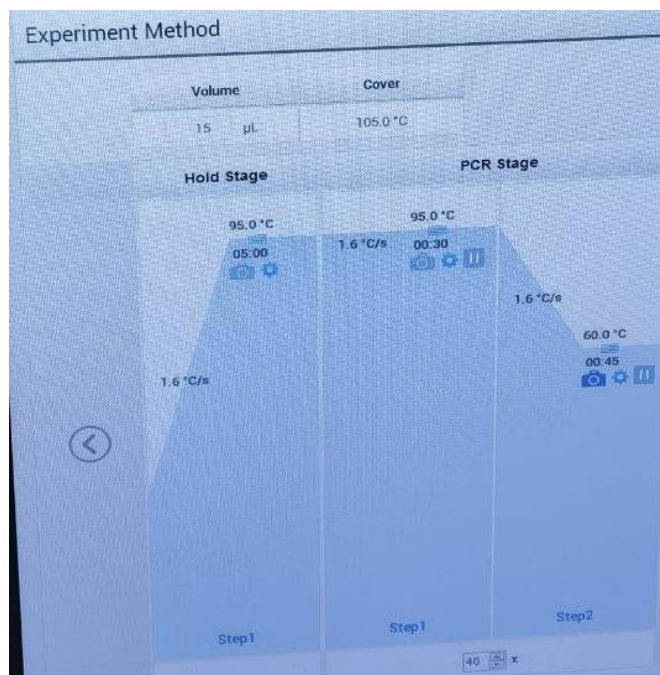 Experiment Method
Volume
Cover
15 µL
105.0 °C
Hold Stage
PCR Stage
95.0 °C
05:00
1.6 °C/s
Step1
95.0 °C
1.6 °C/s
00:30
Step1
1.6 °C/s
60.0 °C
00:45
Step2
40 x